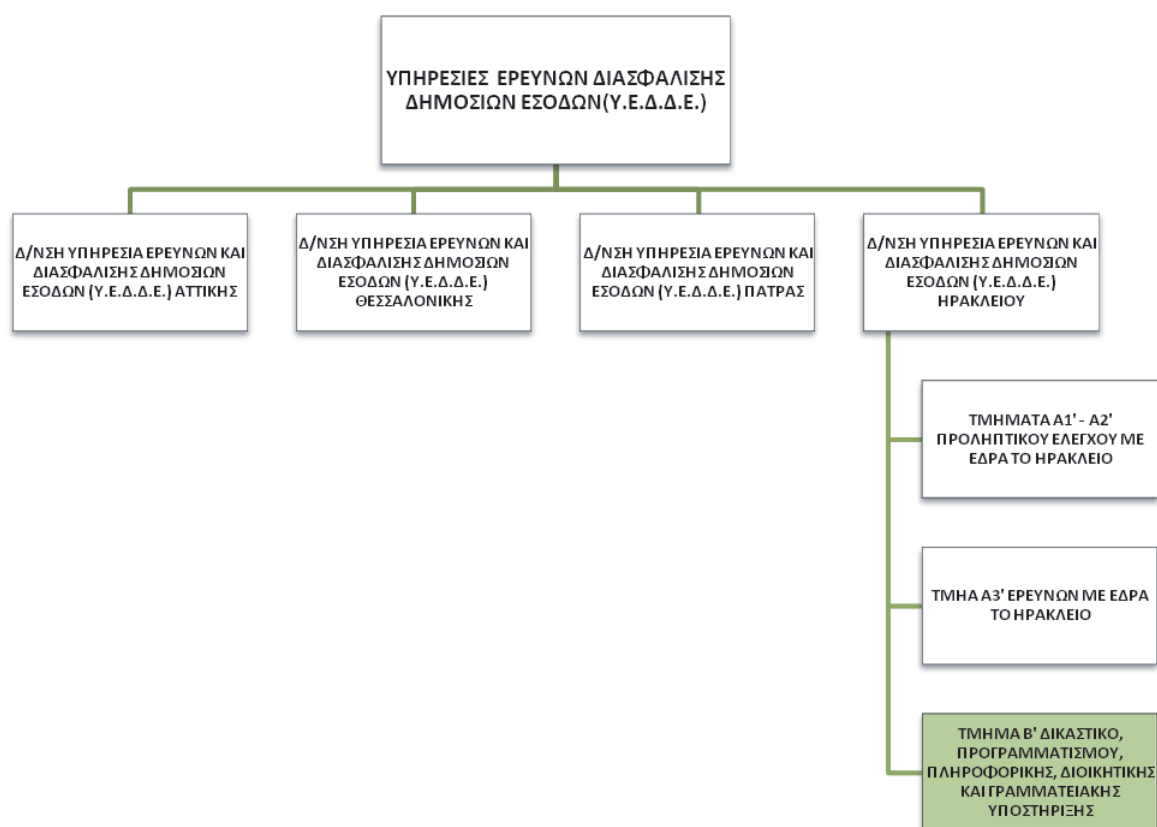 ΥΠΗΡΕΣΙΕΣ ΕΡΕΥΝΩΝ ΔΙΑΣΦΑΛΙΣΗΣ
ΔΗΜΟΣΙΩΝ ΕΣΟΔΩΝ(Υ.Ε.Δ.Δ.Ε.)
Δ/ΝΣΗ ΥΠΗΡΕΣΙΑ ΕΡΕΥΝΩΝ ΚΑΙ
ΔΙΑΣΦΑΛΙΣΗΣ ΔΗΜΟΣΙΩΝ
ΕΣΟΔΩΝ (Υ.Ε.Δ.Δ.Ε.) ΑΤΤΙΚΗΣ
Δ/ΝΣΗ ΥΠΗΡΕΣΙΑ ΕΡΕΥΝΩΝ ΚΑΙ
ΔΙΑΣΦΑΛΙΣΗΣ ΔΗΜΟΣΙΩΝ
ΕΣΟΔΩΝ (Υ.Ε.Δ.Δ.Ε.)
ΘΕΣΣΑΛΟΝΙΚΗΣ
Δ/ΝΣΗ ΥΠΗΡΕΣΙΑ ΕΡΕΥΝΩΝ ΚΑΙ
ΔΙΑΣΦΑΛΙΣΗΣ ΔΗΜΟΣΙΩΝ
ΕΣΟΔΩΝ (Υ.Ε.Δ.Δ.Ε.) ΠΑΤΡΑΣ
Δ/ΝΣΗ ΥΠΗΡΕΣΙΑ ΕΡΕΥΝΩΝ ΚΑΙ
ΔΙΑΣΦΑΛΙΣΗΣ ΔΗΜΟΣΙΩΝ
ΕΣΟΔΩΝ (Υ.Ε.Δ.Δ.Ε.)
ΗΡΑΚΛΕΙΟΥ
ΤΜΗΜΑΤΑ Α1' - Α2'
ΠΡΟΛΗΠΤΙΚΟΥ ΕΛΕΓΧΟΥ ΜΕ
ΕΔΡΑ ΤΟ ΗΡΑΚΛΕΙΟ
ΤΜΗΑ Α3' ΕΡΕΥΝΩΝ ΜΕ ΕΔΡΑ
ΤΟ ΗΡΑΚΛΕΙΟ
ΤΜΗΜΑ Β' ΔΙΚΑΣΤΙΚΟ,
ΠΡΟΓΡΑΜΜΑΤΙΣΜΟΥ,
ΠΛΗΡΟΦΟΡΙΚΗΣ, ΔΙΟΙΚΗΤΙΚΗΣ
ΚΑΙ ΓΡΑΜΜΑΤΕΙΑΚΗΣ
ΥΠΟΣΤΗΡΙΞΗΣ